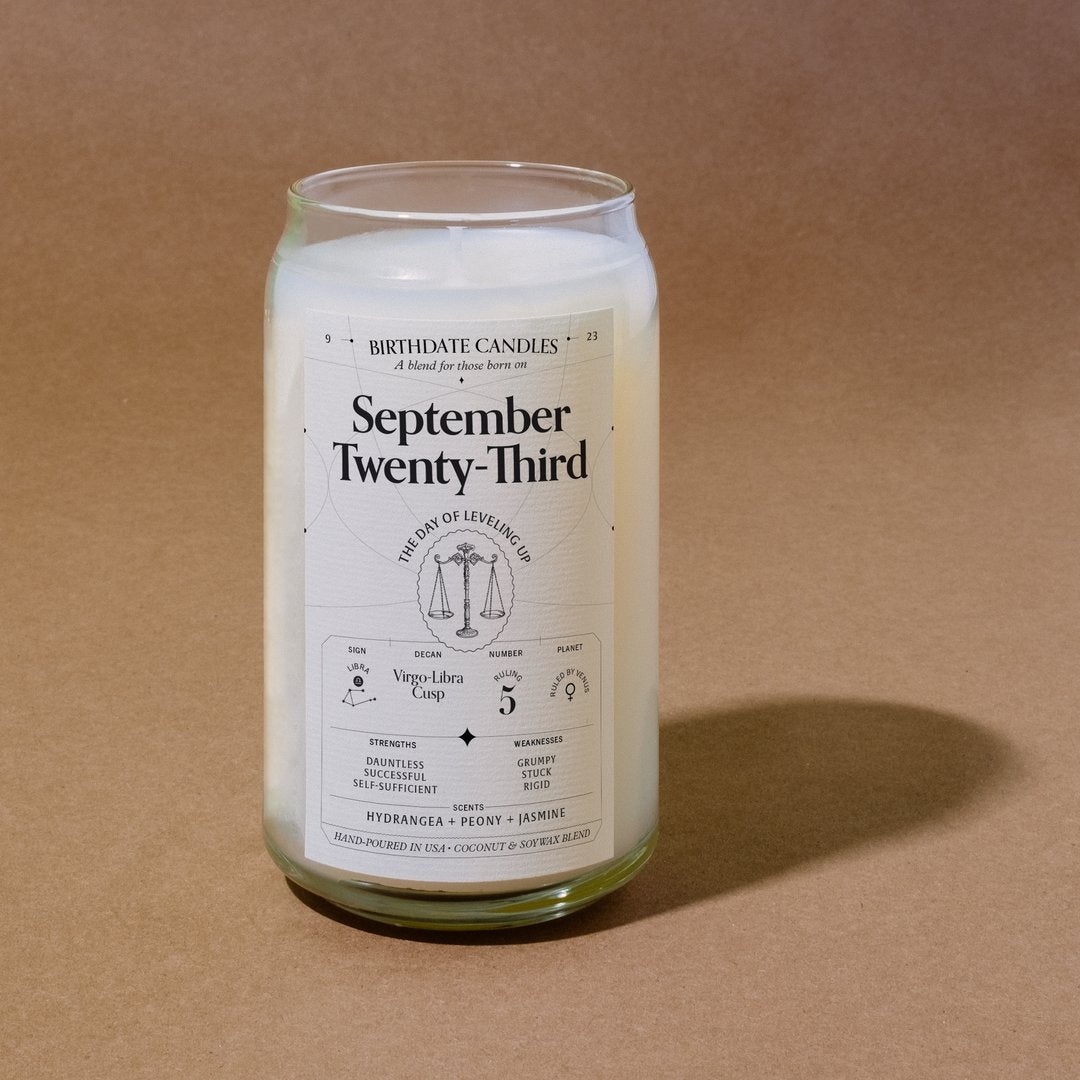 9 BIRTHDATE CANDLES 23
A blend for those born on
September
Twenty-Third
THE DAY OF LEVELING UP
SIGN DECAN NUMBER PLANET
LIBRA Virgo-Libra Cusp RULING 5 RULED BY VENUS
STRENGTHS WEAKNESSES
DAUNTLESS GRUMPY
SUCCESSFUL STUCK
SELF-SUFFICIENT RIGID
SCENTS
HYDRANGEA + PEONY + JASMINE
HAND-POURED IN USA • COCONUT & SOY WAX BLEND